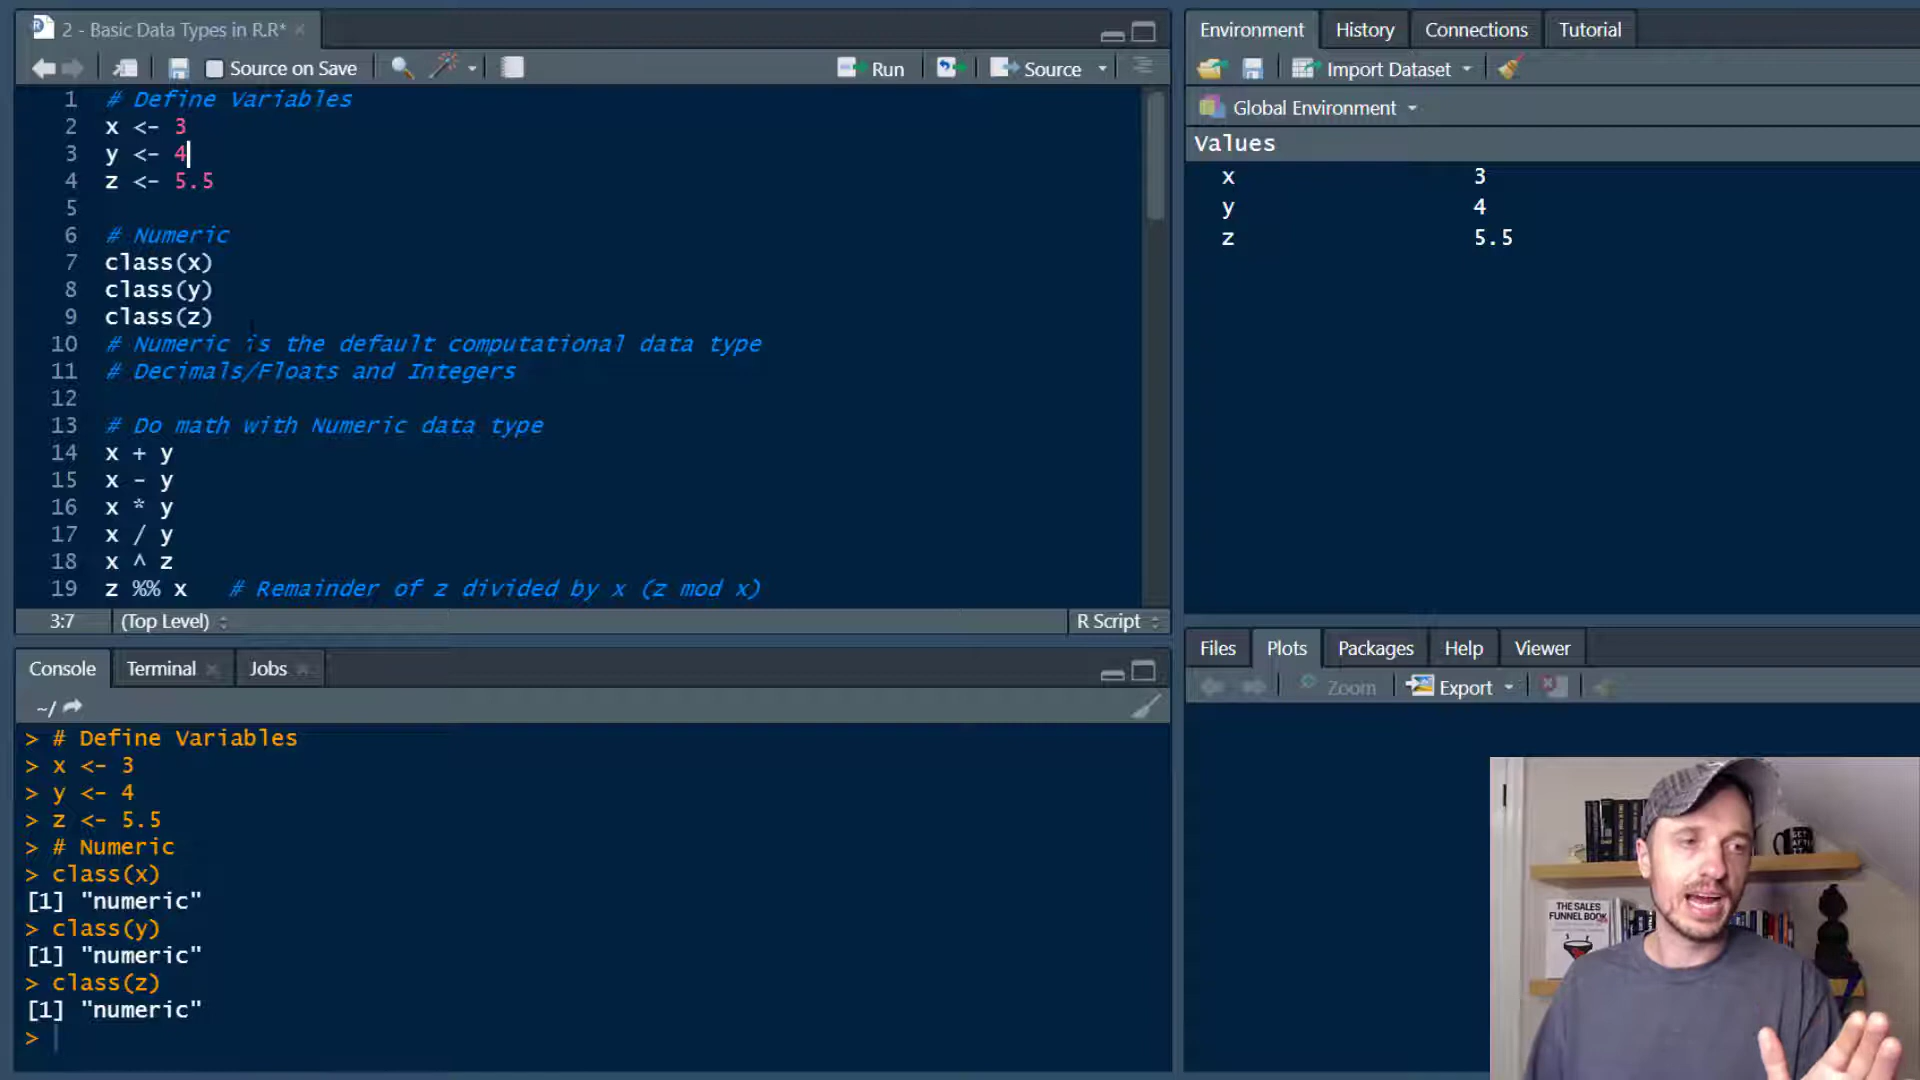 2 - Basic Data Types in R.R*
Source on Save
Run
Source
1 # Define Variables
2 x <- 3
3 y <- 4
4 z <- 5.5
5
6 # Numeric
7 class(x)
8 class(y)
9 class(z)
10 # Numeric is the default computational data type
11 # Decimals/Floats and Integers
12
13 # Do math with Numeric data type
14 x + y
15 x - y
16 x * y
17 x / y
18 x ^ z
19 z %% x # Remainder of z divided by x (z mod x)
3:7 (Top Level) R Script
Console Terminal Jobs
~/
> # Define Variables
> x <- 3
> y <- 4
> z <- 5.5
> # Numeric
> class(x)
[1] "numeric"
> class(y)
[1] "numeric"
> class(z)
[1] "numeric"
>
Environment History Connections Tutorial
Import Dataset
Global Environment
Values
x 3
y 4
z 5.5
Files Plots Packages Help Viewer
Zoom Export
THE SALES
FUNNEL BOOK